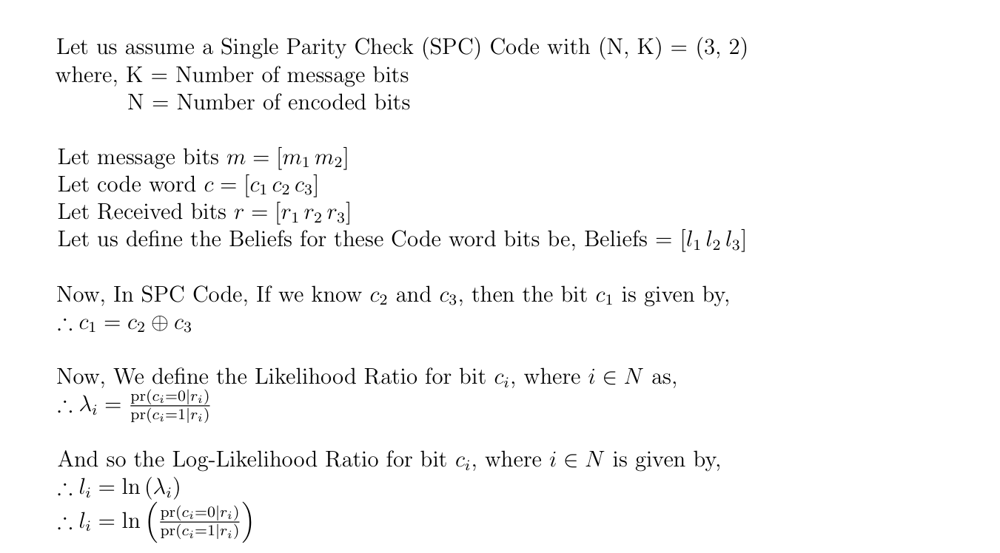 Let us assume a Single Parity Check (SPC) Code with (N, K) = (3, 2)
where, K = Number of message bits
N = Number of encoded bits
Let message bits $m = [m_1 \, m_2]$
Let code word $c = [c_1 \, c_2 \, c_3]$
Let Received bits $r = [r_1 \, r_2 \, r_3]$
Let us define the Beliefs for these Code word bits be, Beliefs = $[l_1 \, l_2 \, l_3]$
Now, In SPC Code, If we know $c_2$ and $c_3$, then the bit $c_1$ is given by,
$\therefore c_1 = c_2 \oplus c_3$
Now, We define the Likelihood Ratio for bit $c_i$, where $i \in N$ as,
$\therefore \lambda_i = \frac{\text{pr}(c_i=0|r_i)}{\text{pr}(c_i=1|r_i)}$
And so the Log-Likelihood Ratio for bit $c_i$, where $i \in N$ is given by,
$\therefore l_i = \ln(\lambda_i)$
$\therefore l_i = \ln\left(\frac{\text{pr}(c_i=0|r_i)}{\text{pr}(c_i=1|r_i)}\right)$